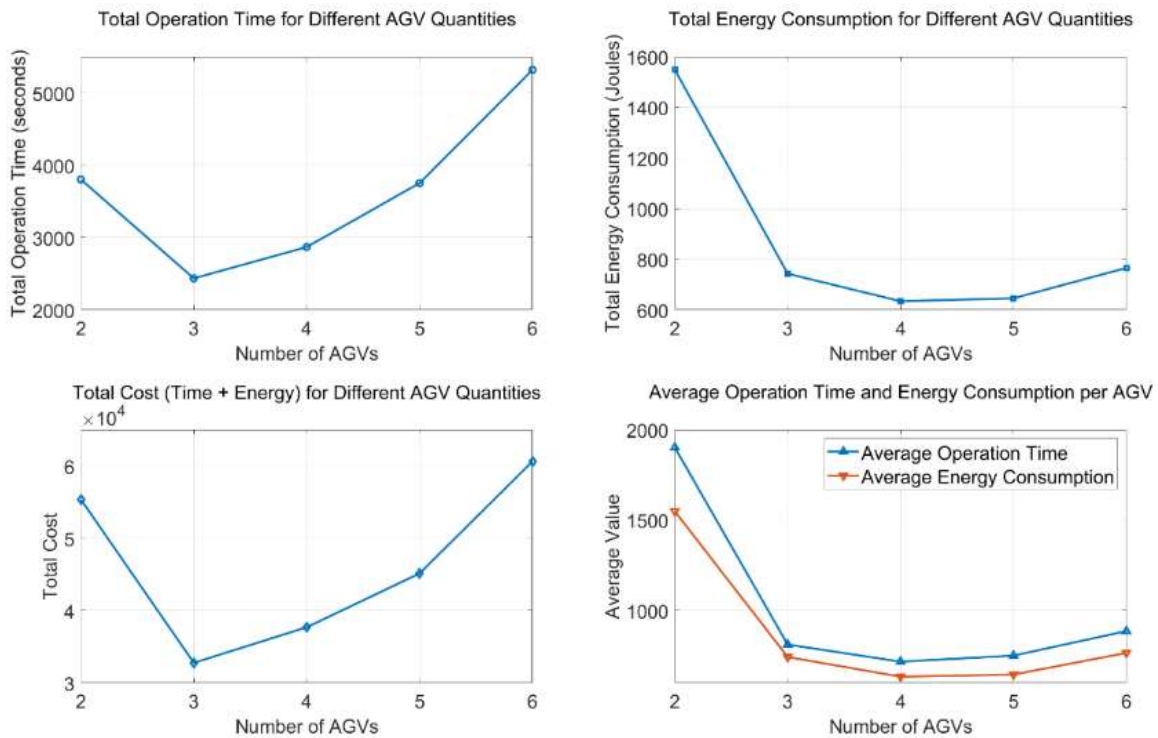 Total Operation Time for Different AGV Quantities
Total Operation Time (seconds)
5000
4000
3000
2000
2 3 4 5 6
Number of AGVs
Total Energy Consumption for Different AGV Quantities
Total Energy Consumption (Joules)
1600
1400
1200
1000
800
600
2 3 4 5 6
Number of AGVs
Total Cost (Time + Energy) for Different AGV Quantities
×10⁴
Total Cost
6
5
4
3
2 3 4 5 6
Number of AGVs
Average Operation Time and Energy Consumption per AGV
Average Value
2000
1500
1000
Average Operation Time
Average Energy Consumption
2 3 4 5 6
Number of AGVs